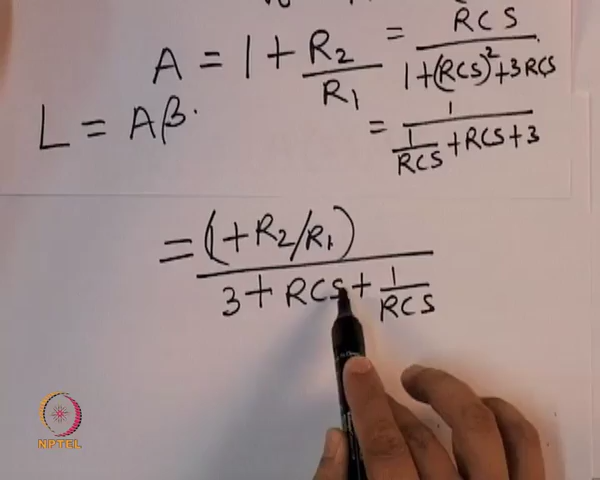 A = 1 + R₂/R₁ = RCS/(1+(RCS)²+3RCS)
L = Aβ. = 1/(1/RCS + RCS + 3)
= (1+R₂/R₁)/(3 + RCS + 1/RCS)
NPTEL